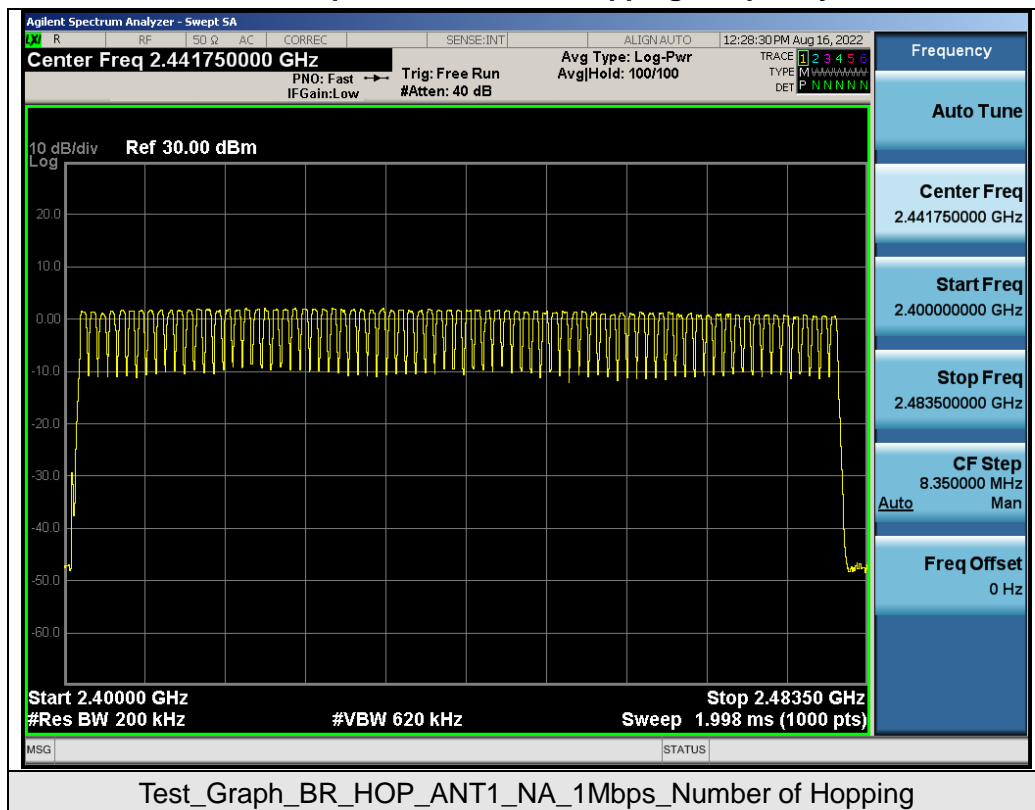 Agilent Spectrum Analyzer - Swept SA
LXI R RF 50 Ω AC CORREC SENSE:INT ALIGN AUTO 12:28:30 PM Aug 16, 2022
Center Freq 2.441750000 GHz
PNO: Fast
IFGain:Low
Trig: Free Run
#Atten: 40 dB
Avg Type: Log-Pwr
Avg|Hold: 100/100
TRACE 1 2 3 4 5 6
TYPE M
DET P N N N N N
10 dB/div Ref 30.00 dBm
Log
20.0
10.0
0.00
-10.0
-20.0
-30.0
-40.0
-50.0
-60.0
Start 2.40000 GHz Stop 2.48350 GHz
#Res BW 200 kHz #VBW 620 kHz Sweep 1.998 ms (1000 pts)
MSG STATUS
Frequency
Auto Tune
Center Freq
2.441750000 GHz
Start Freq
2.400000000 GHz
Stop Freq
2.483500000 GHz
CF Step
8.350000 MHz
Auto Man
Freq Offset
0 Hz
Test_Graph_BR_HOP_ANT1_NA_1Mbps_Number of Hopping